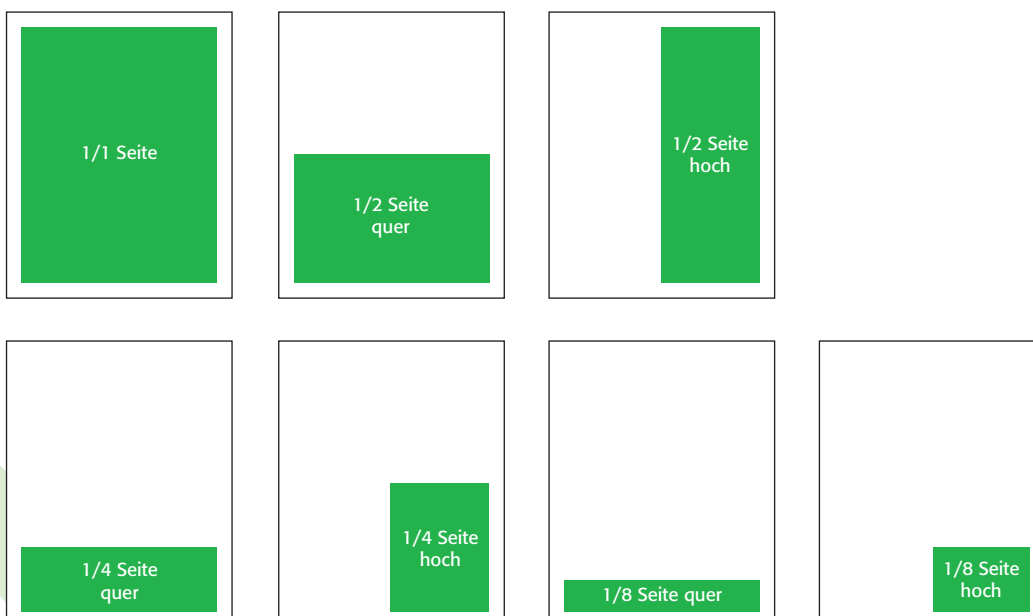 1/1 Seite
1/2 Seite
quer
1/2 Seite
hoch
1/4 Seite
quer
1/4 Seite
hoch
1/8 Seite quer
1/8 Seite
hoch